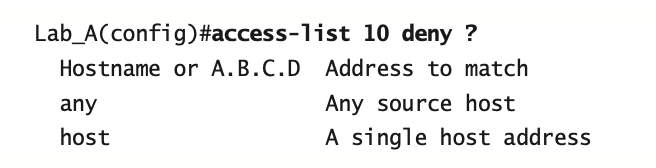 Lab_A(config)#access-list 10 deny ?
Hostname or A.B.C.D  Address to match
any                  Any source host
host                 A single host address